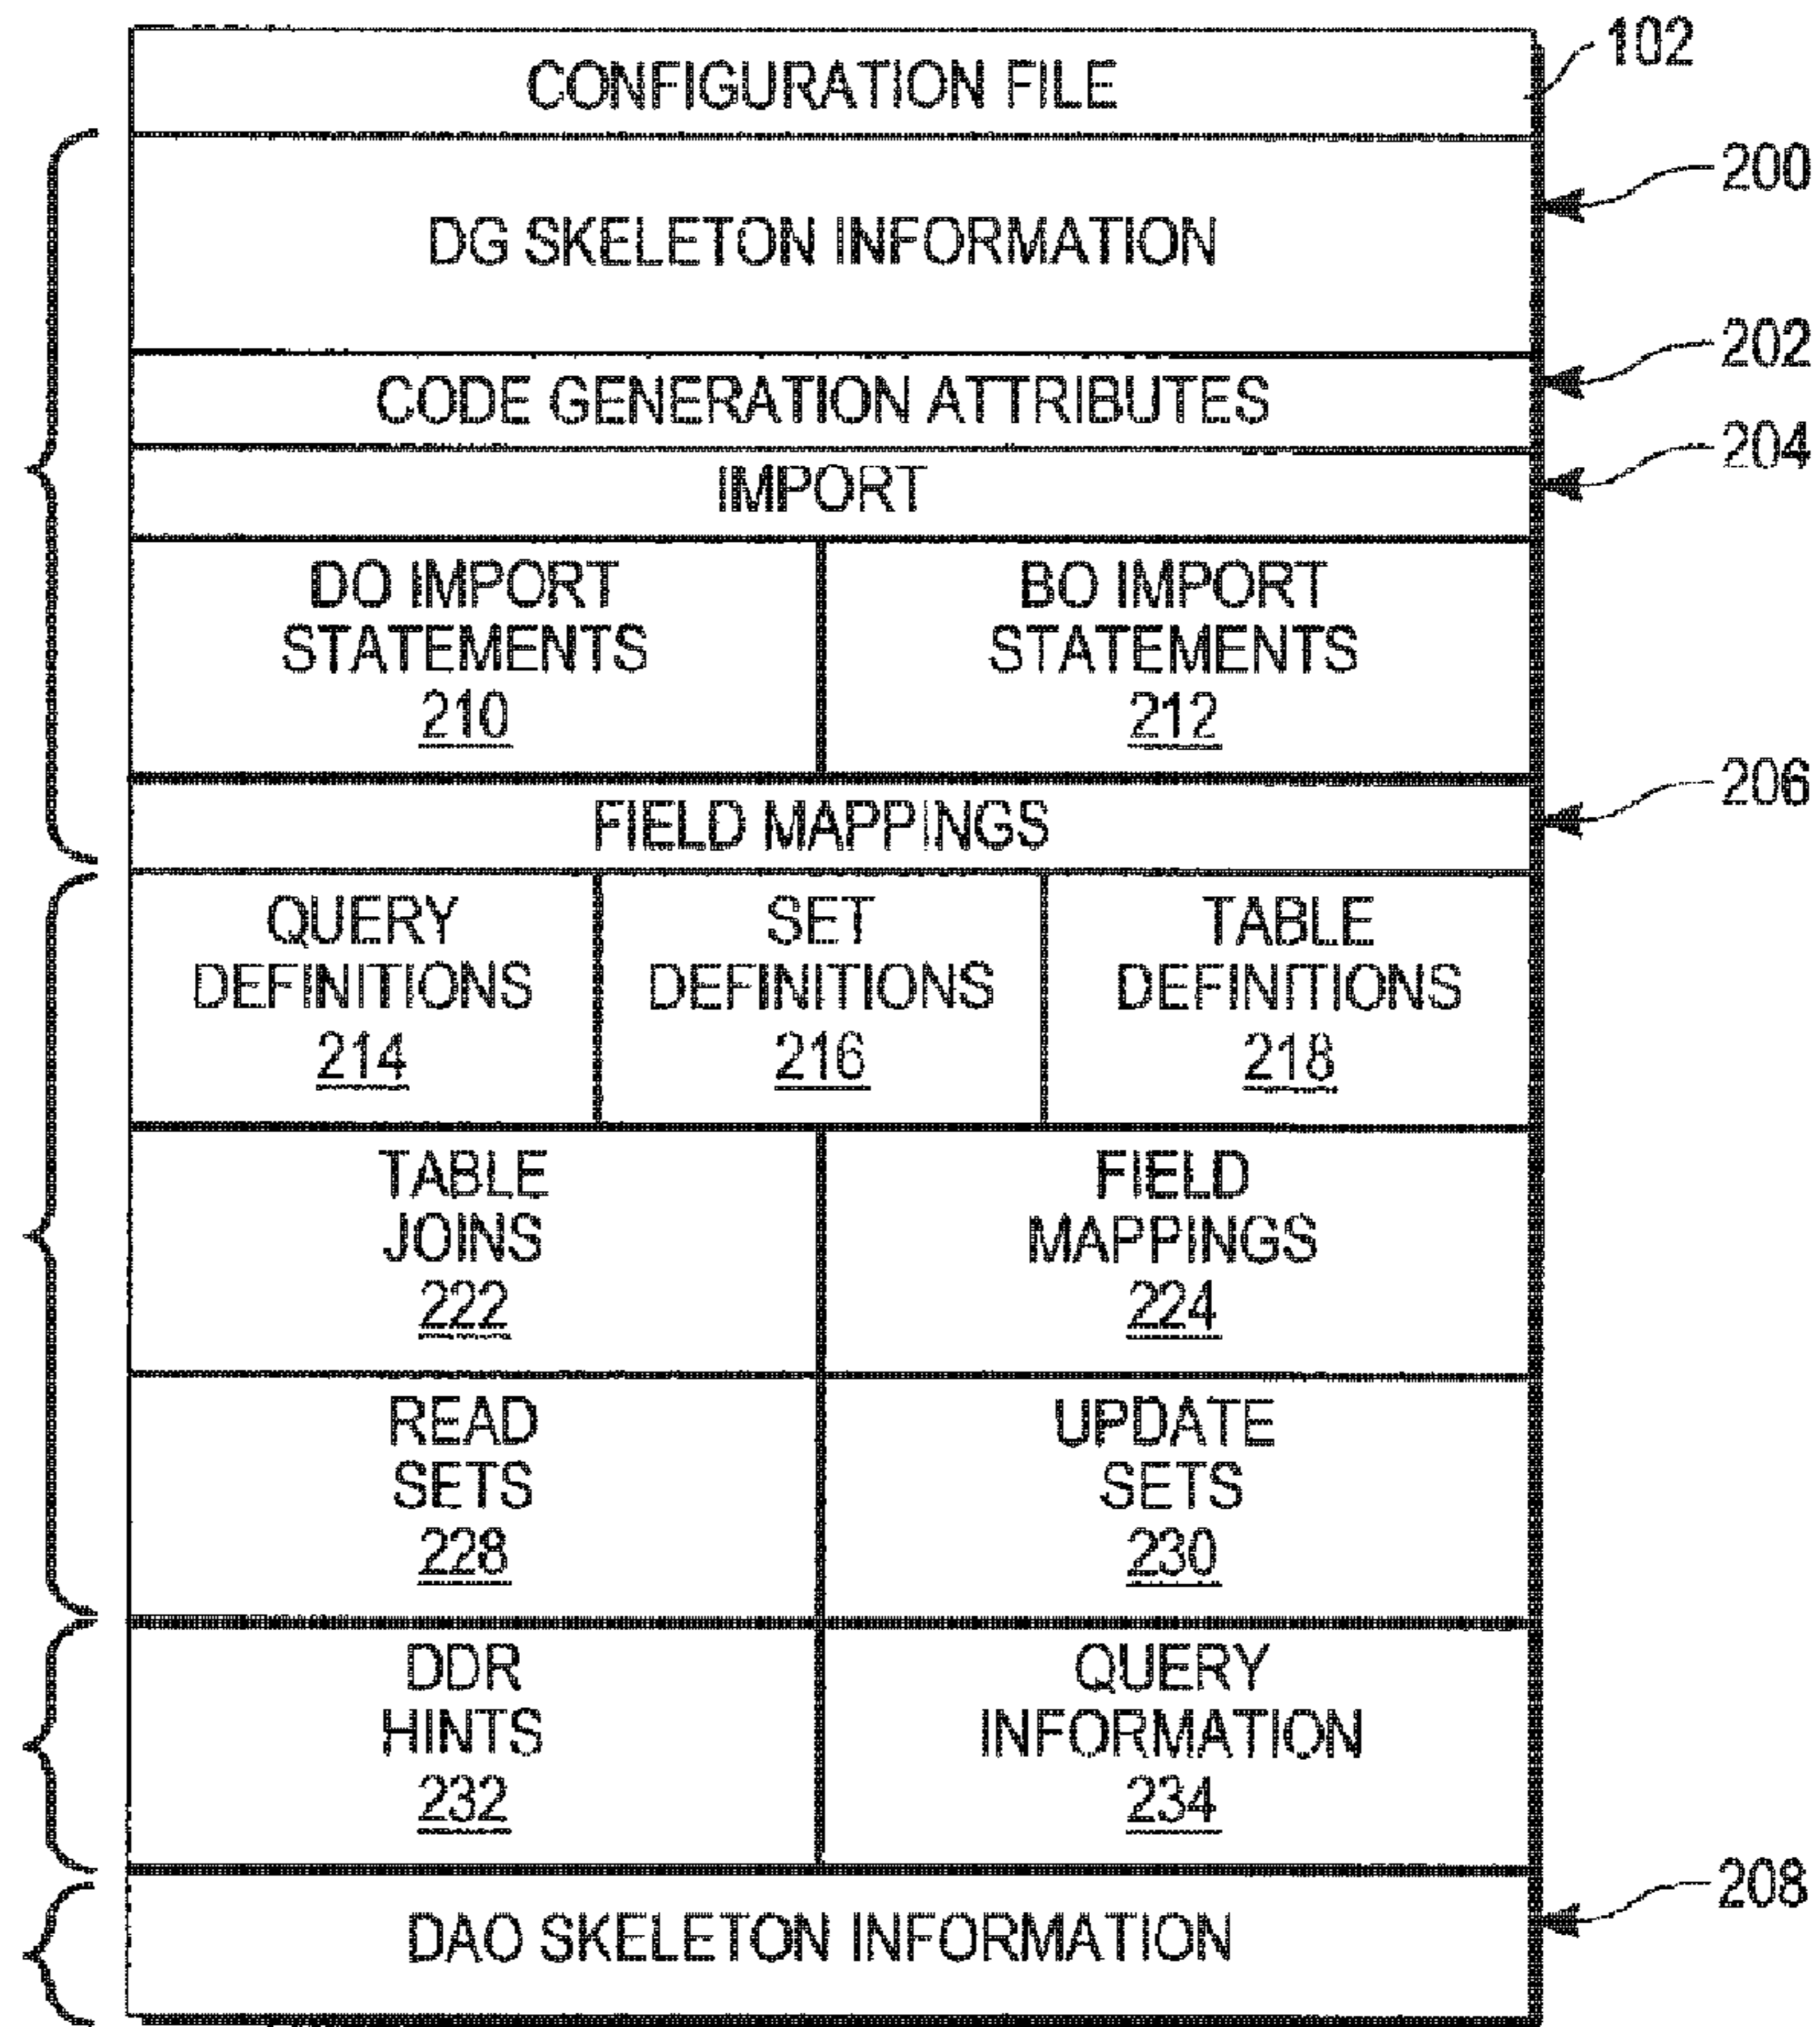 CONFIGURATION FILE
102
DG SKELETON INFORMATION
200
CODE GENERATION ATTRIBUTES
202
IMPORT
204
DO IMPORT
STATEMENTS
210
BO IMPORT
STATEMENTS
212
FIELD MAPPINGS
206
QUERY
DEFINITIONS
214
SET
DEFINITIONS
216
TABLE
DEFINITIONS
218
TABLE
JOINS
222
FIELD
MAPPINGS
224
READ
SETS
228
UPDATE
SETS
230
DDR
HINTS
232
QUERY
INFORMATION
234
DAO SKELETON INFORMATION
208